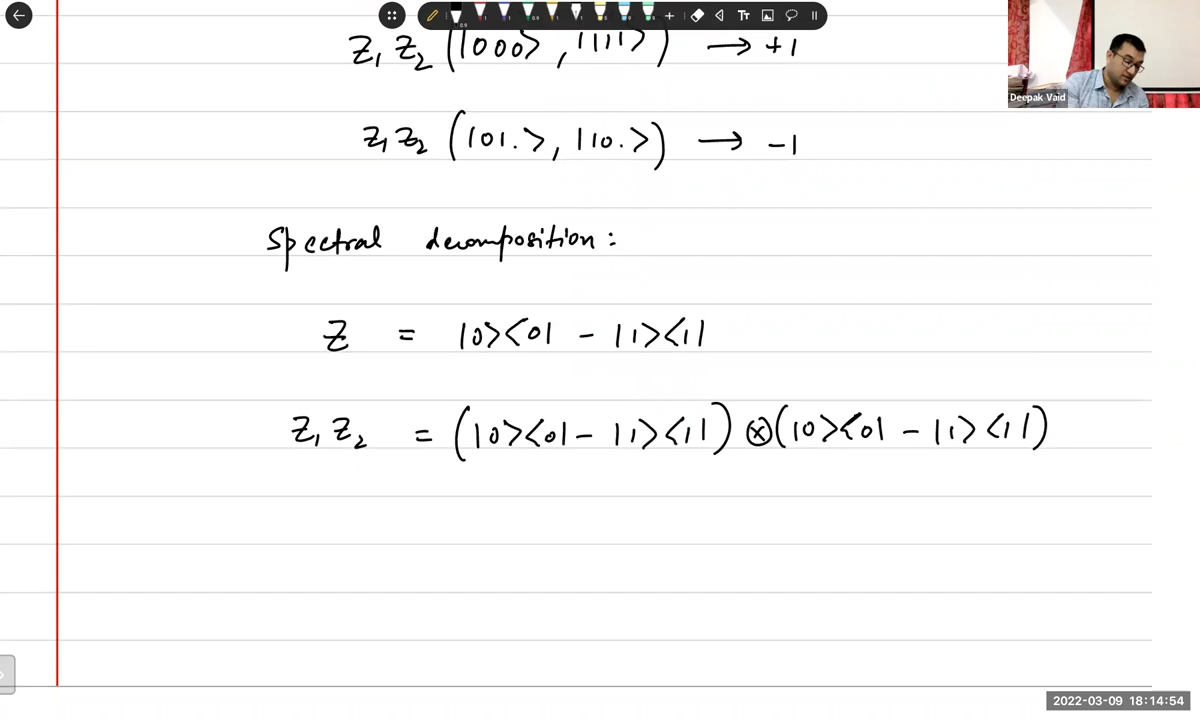 Z₁ Z₂ (|000⟩, |111⟩) → +1
Deepak Vaid
Z₁ Z₂ (|01.⟩, |10.⟩) → -1
Spectral decomposition:
Z = |0⟩⟨0| - |1⟩⟨1|
Z₁ Z₂ = (|0⟩⟨0| - |1⟩⟨1|) ⊗ (|0⟩⟨0| - |1⟩⟨1|)
2022-03-09 18:14:54